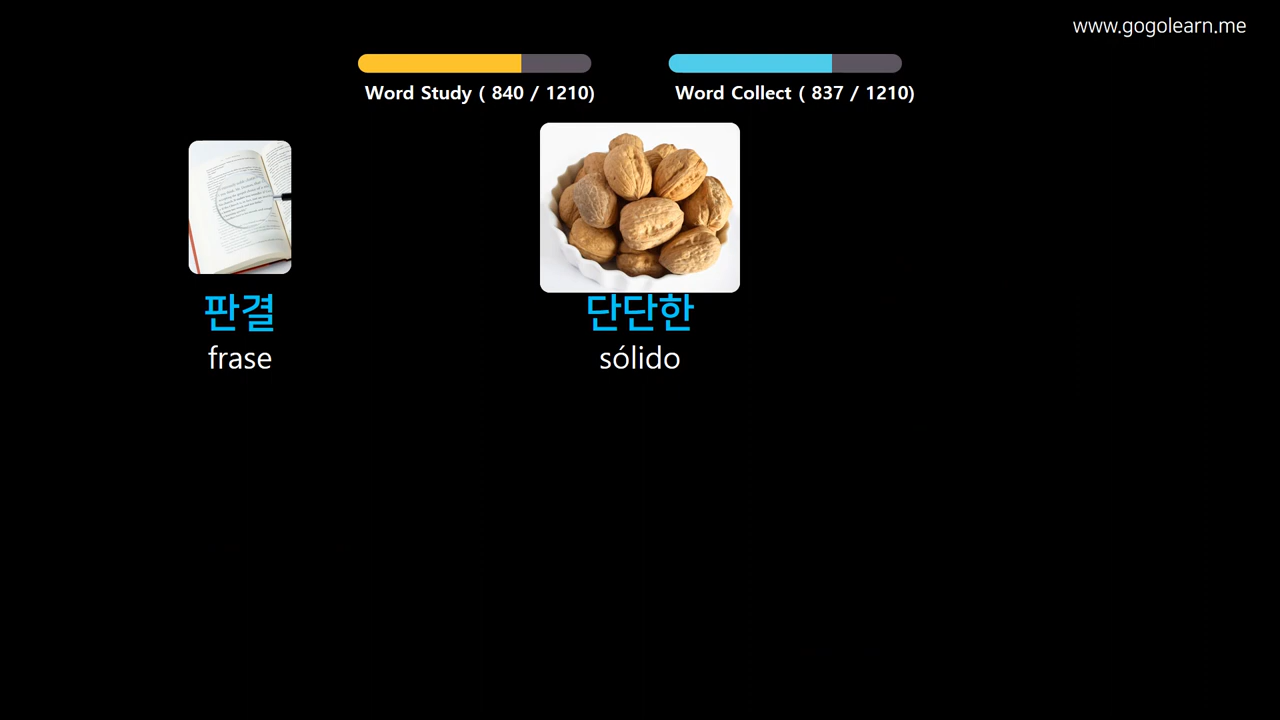 www.gogolearn.me
Word Study ( 840 / 1210)
Word Collect ( 837 / 1210)
판결
frase
단단한
sólido